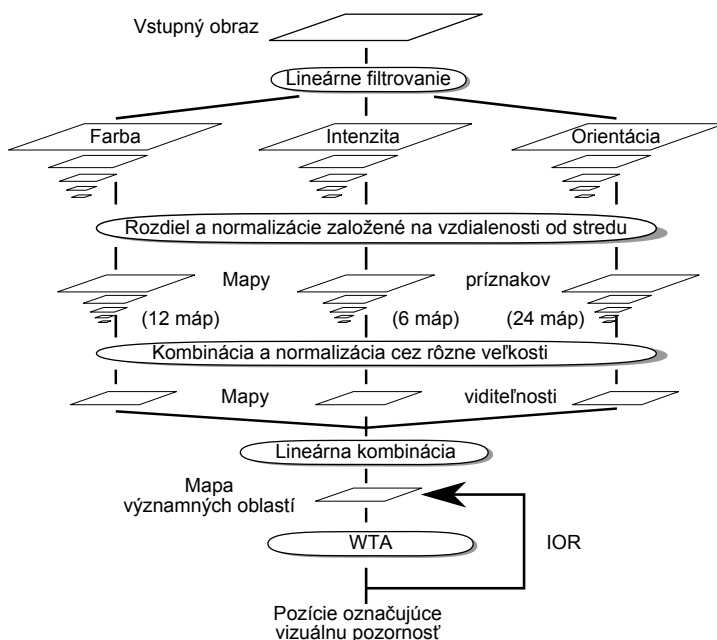 Vstupný obraz
Lineárne filtrovanie
Farba Intenzita Orientácia
Rozdiel a normalizácie založené na vzdialenosti od stredu
Mapy príznakov
(12 máp) (6 máp) (24 máp)
Kombinácia a normalizácia cez rôzne veľkosti
Mapy viditeľnosti
Lineárna kombinácia
Mapa
významných oblastí
WTA
IOR
Pozície označujúce
vizuálnu pozornosť